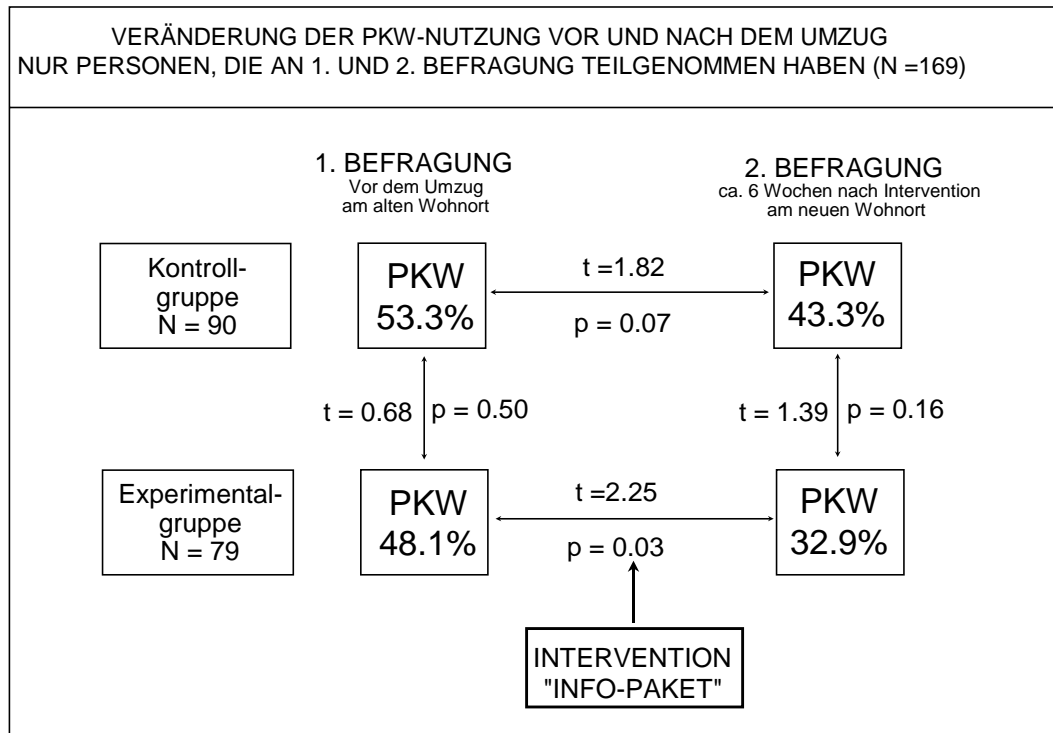 VERÄNDERUNG DER PKW-NUTZUNG VOR UND NACH DEM UMZUG
NUR PERSONEN, DIE AN 1. UND 2. BEFRAGUNG TEILGENOMMEN HABEN (N =169)
1. BEFRAGUNG
Vor dem Umzug
am alten Wohnort
2. BEFRAGUNG
ca. 6 Wochen nach Intervention
am neuen Wohnort
Kontroll-
gruppe
N = 90
PKW
53.3%
t =1.82
p = 0.07
PKW
43.3%
t = 0.68
p = 0.50
t = 1.39
p = 0.16
Experimental-
gruppe
N = 79
PKW
48.1%
t =2.25
p = 0.03
PKW
32.9%
INTERVENTION
"INFO-PAKET"